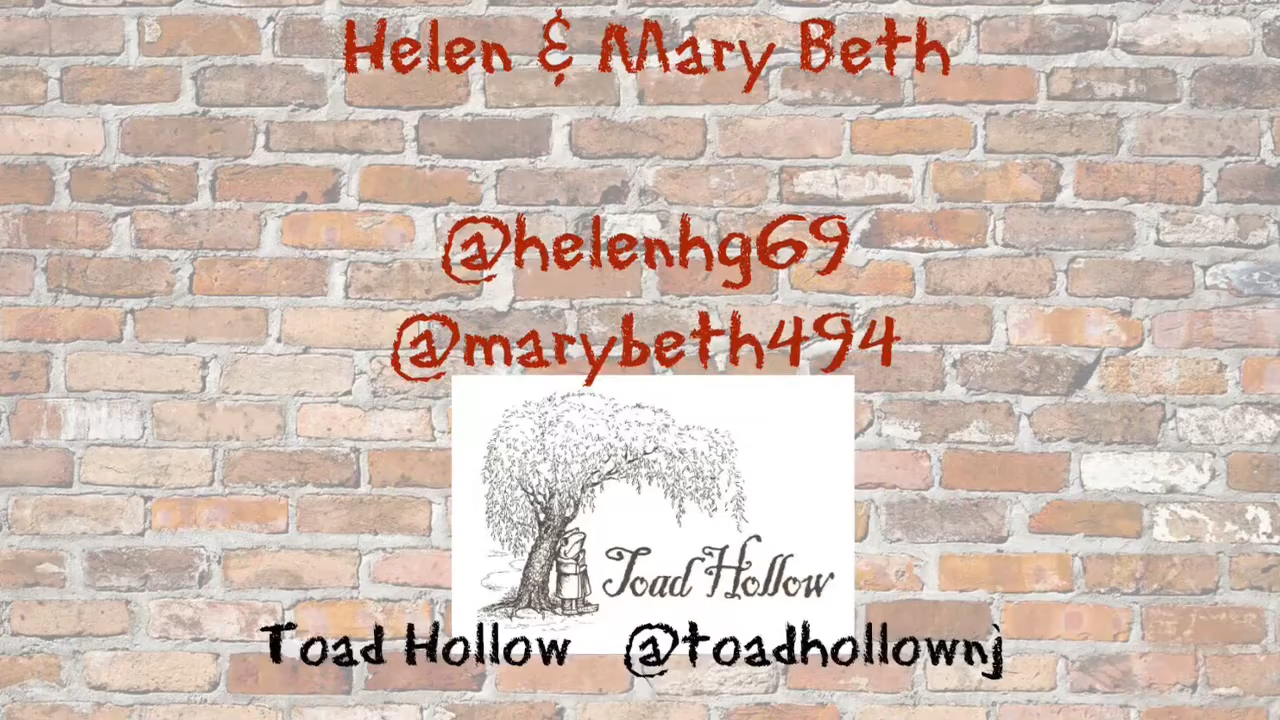 Helen & Mary Beth
@helenhg69
@marybeth494
Toad Hollow
Toad Hollow @toadhollownj